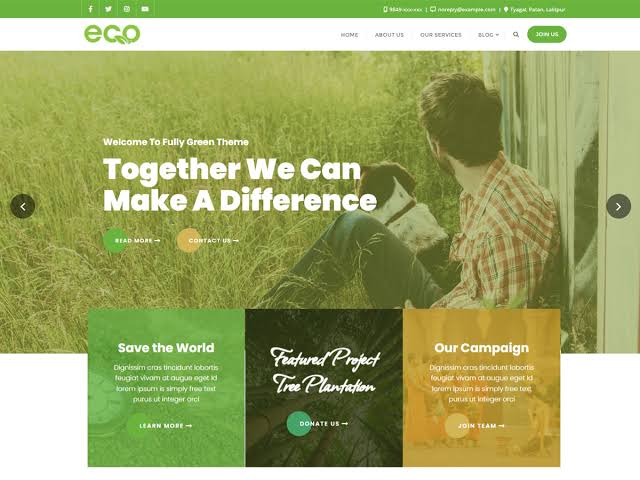 9849-xxx-xxx | noreply@example.com | Tyagal, Patan, Lalitpur
eco
HOME ABOUT US OUR SERVICES BLOG JOIN US
Welcome To Fully Green Theme
Together We Can
Make A Difference
READ MORE CONTACT US
Save the World
Dignissim cras tincidunt lobortis
feugiat vivam at augue eget id
lorem ipsum is simply free text
purus ut integer orci
LEARN MORE
Featured Project
Tree Plantation
DONATE US
Our Campaign
Dignissim cras tincidunt lobortis
feugiat vivam at augue eget id
lorem ipsum is simply free text
purus ut integer orci
JOIN TEAM